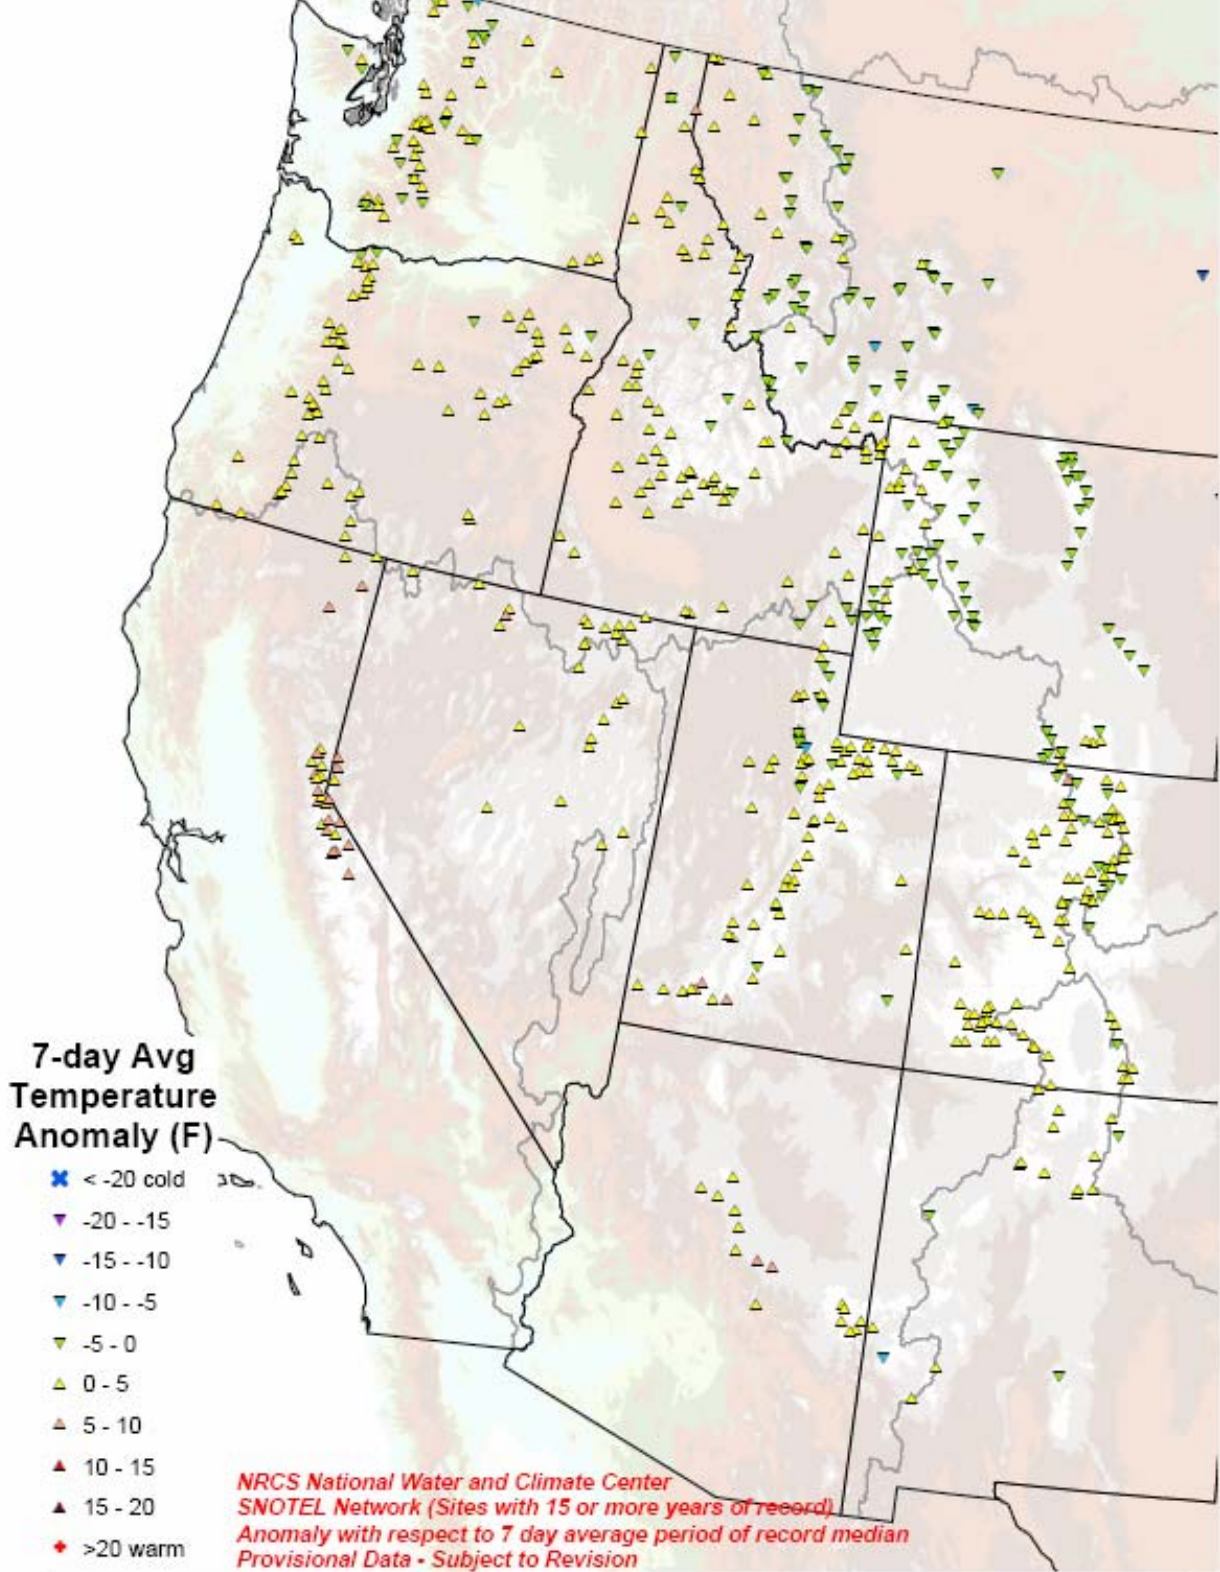 7-day Avg
Temperature
Anomaly (F)
< -20 cold
-20 - -15
-15 - -10
-10 - -5
-5 - 0
0 - 5
5 - 10
10 - 15
15 - 20
>20 warm
NRCS National Water and Climate Center
SNOTEL Network (Sites with 15 or more years of record)
Anomaly with respect to 7 day average period of record median
Provisional Data - Subject to Revision